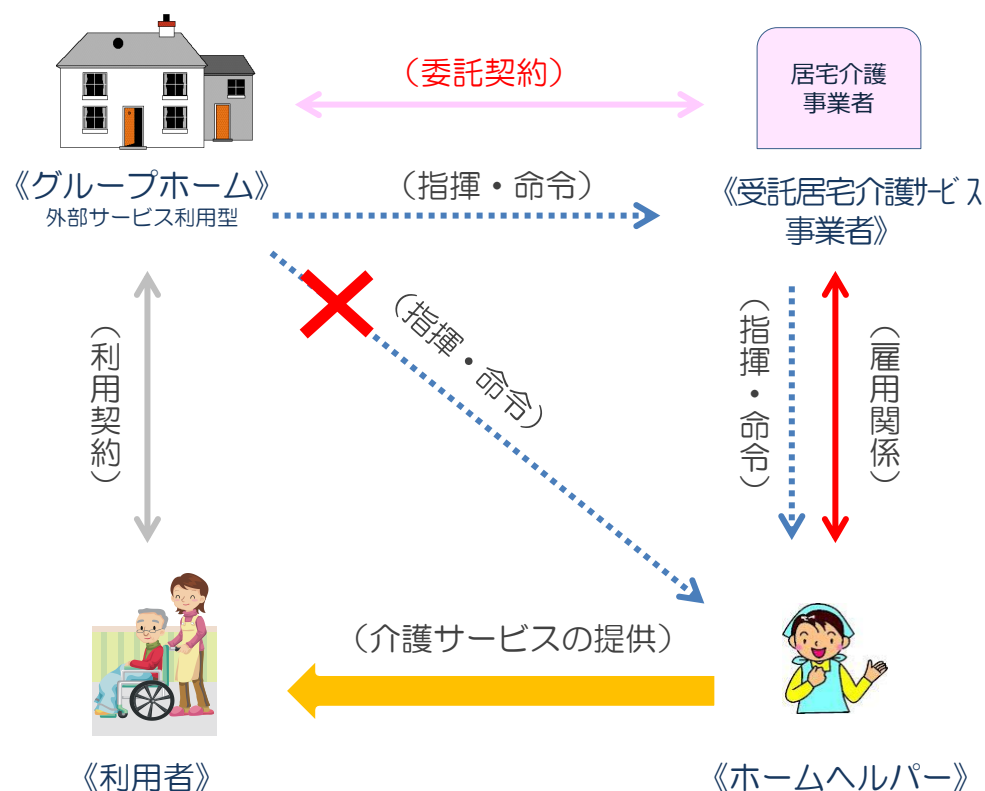 （委託契約）
居宅介護
事業者
《グループホーム》
外部サービス利用型
（指揮・命令）
《受託居宅介護ｻｰﾋﾞｽ
事業者》
（指揮・命令）
（利用契約）
（指揮・命令）
（雇用関係）
（介護サービスの提供）
《利用者》
《ホームヘルパー》